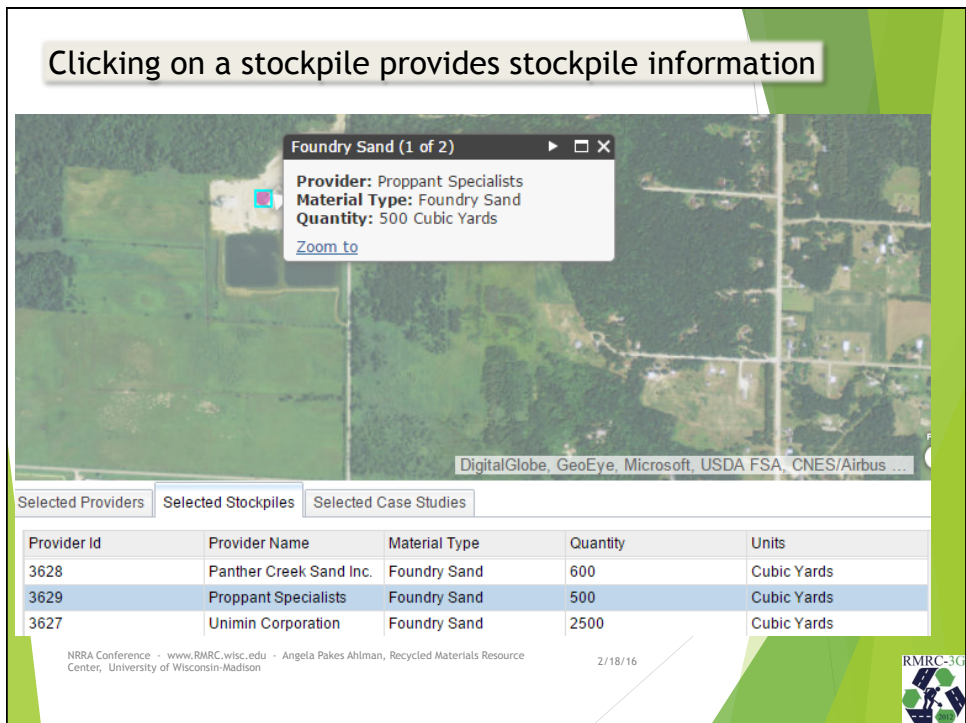 Clicking on a stockpile provides stockpile information
Foundry Sand (1 of 2)
Provider: Proppant Specialists
Material Type: Foundry Sand
Quantity: 500 Cubic Yards
Zoom to
DigitalGlobe, GeoEye, Microsoft, USDA FSA, CNES/Airbus ...
Selected Providers Selected Stockpiles Selected Case Studies
Provider Id Provider Name Material Type Quantity Units
3628 Panther Creek Sand Inc. Foundry Sand 600 Cubic Yards
3629 Proppant Specialists Foundry Sand 500 Cubic Yards
3627 Unimin Corporation Foundry Sand 2500 Cubic Yards
NRRA Conference - www.RMRC.wisc.edu - Angela Pakes Ahlman, Recycled Materials Resource
Center, University of Wisconsin-Madison
2/18/16
RMRC-3G
2012